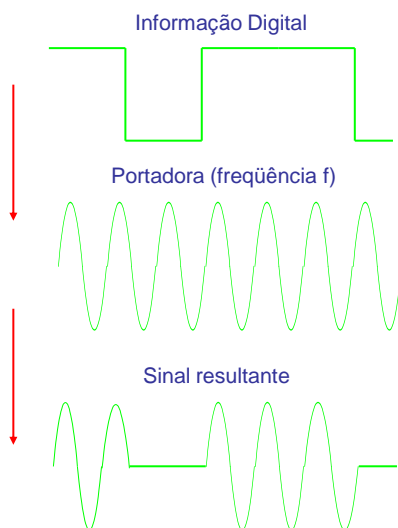 Informação Digital
Portadora (freqüência f)
Sinal resultante